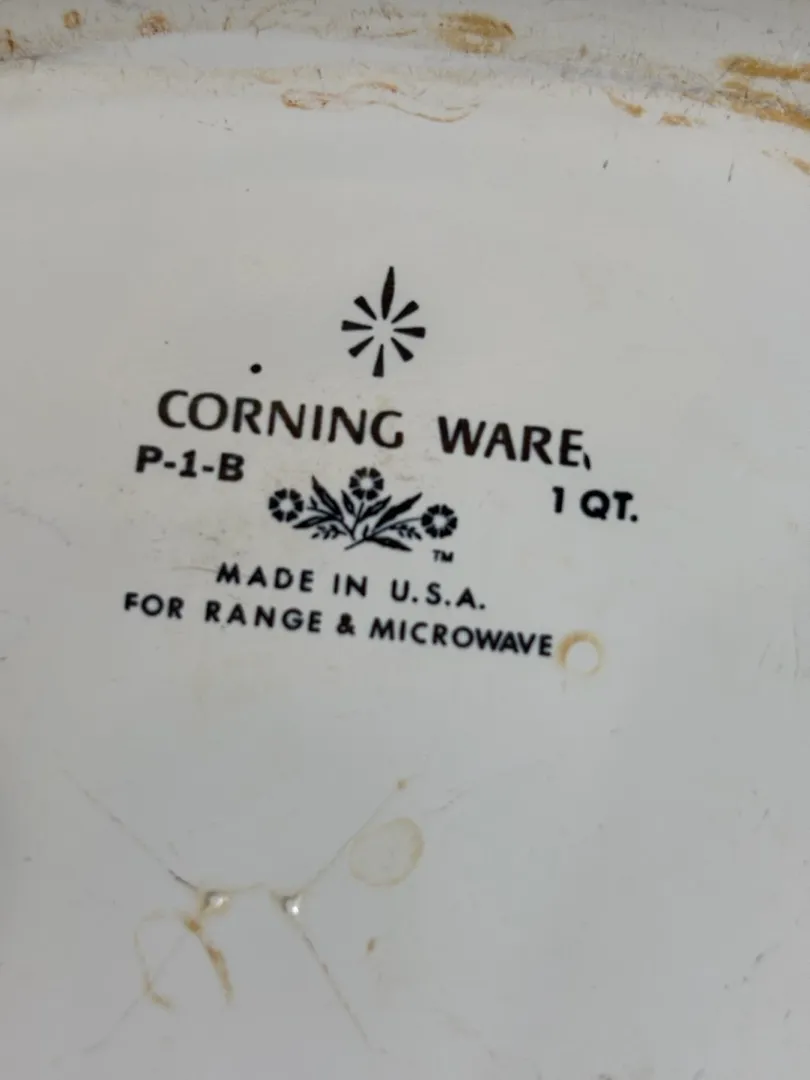 CORNING WARE
P-1-B
1 QT.
TM
MADE IN U.S.A.
FOR RANGE & MICROWAVE